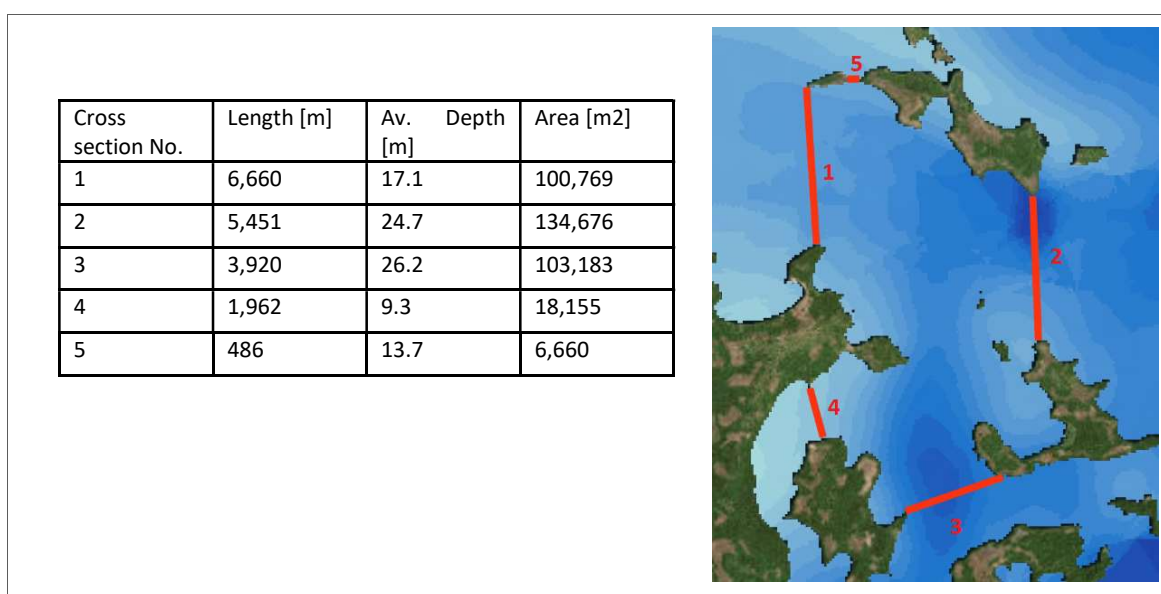 Cross section No. Length [m] Av. Depth [m] Area [m2]
1 6,660 17.1 100,769
2 5,451 24.7 134,676
3 3,920 26.2 103,183
4 1,962 9.3 18,155
5 486 13.7 6,660
5
1
2
4
3